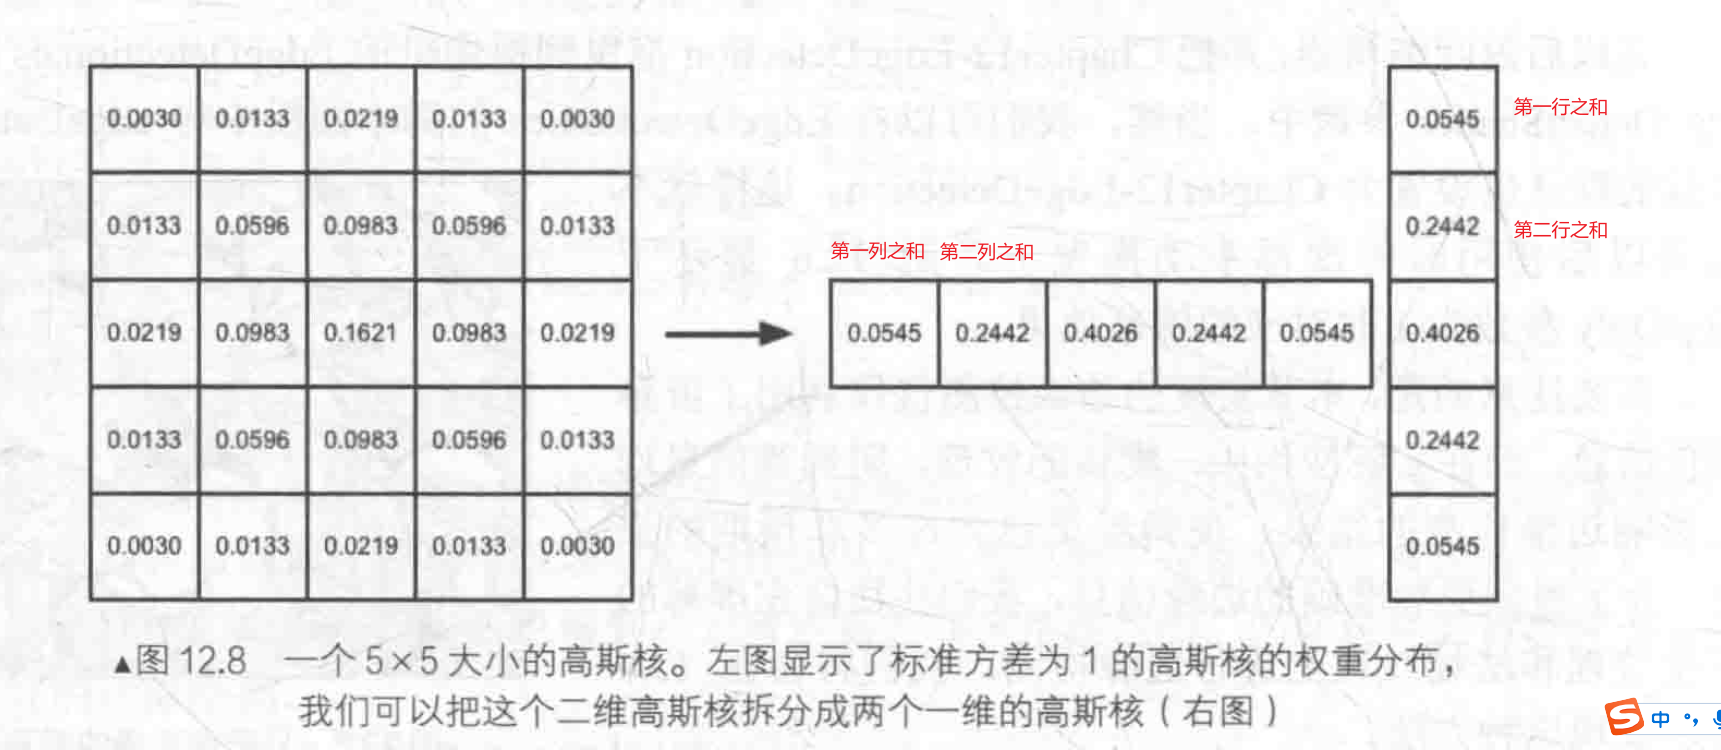 0.0030 0.0133 0.0219 0.0133 0.0030
0.0133 0.0596 0.0983 0.0596 0.0133
0.0219 0.0983 0.1621 0.0983 0.0219
0.0133 0.0596 0.0983 0.0596 0.0133
0.0030 0.0133 0.0219 0.0133 0.0030
第一列之和 第二列之和
0.0545 0.2442 0.4026 0.2442 0.0545
0.0545 第一行之和
0.2442 第二行之和
0.4026
0.2442
0.0545
▲图 12.8 一个 5×5 大小的高斯核。左图显示了标准方差为 1 的高斯核的权重分布，
我们可以把这个二维高斯核拆分成两个一维的高斯核（右图）
S 中